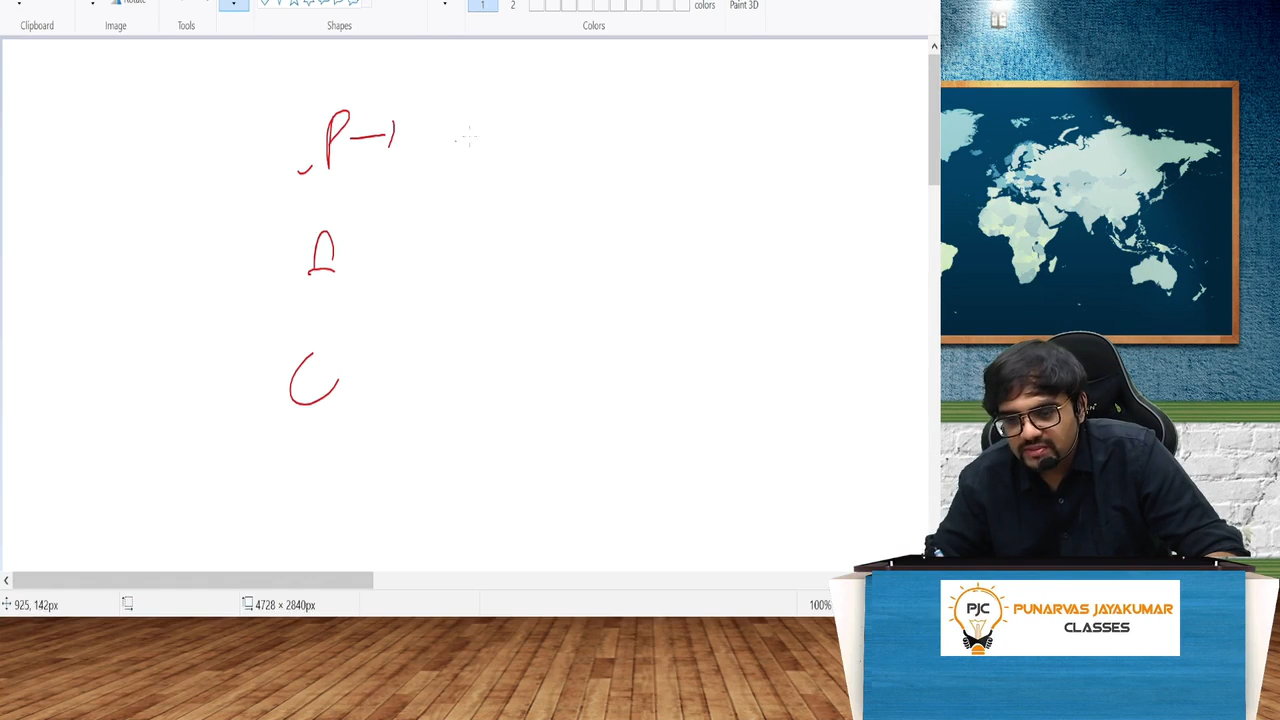 Rotate
1 2 colors Paint 3D
Clipboard Image Tools Shapes Colors
P-1
C
925, 142px 4728 × 2840px 100%
PJC PUNARVAS JAYAKUMAR
CLASSES